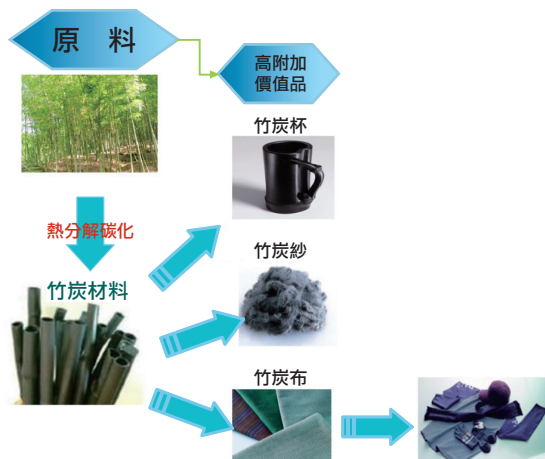 原 料
高附加
價值品
竹炭杯
熱分解碳化
竹炭紗
竹炭材料
竹炭布